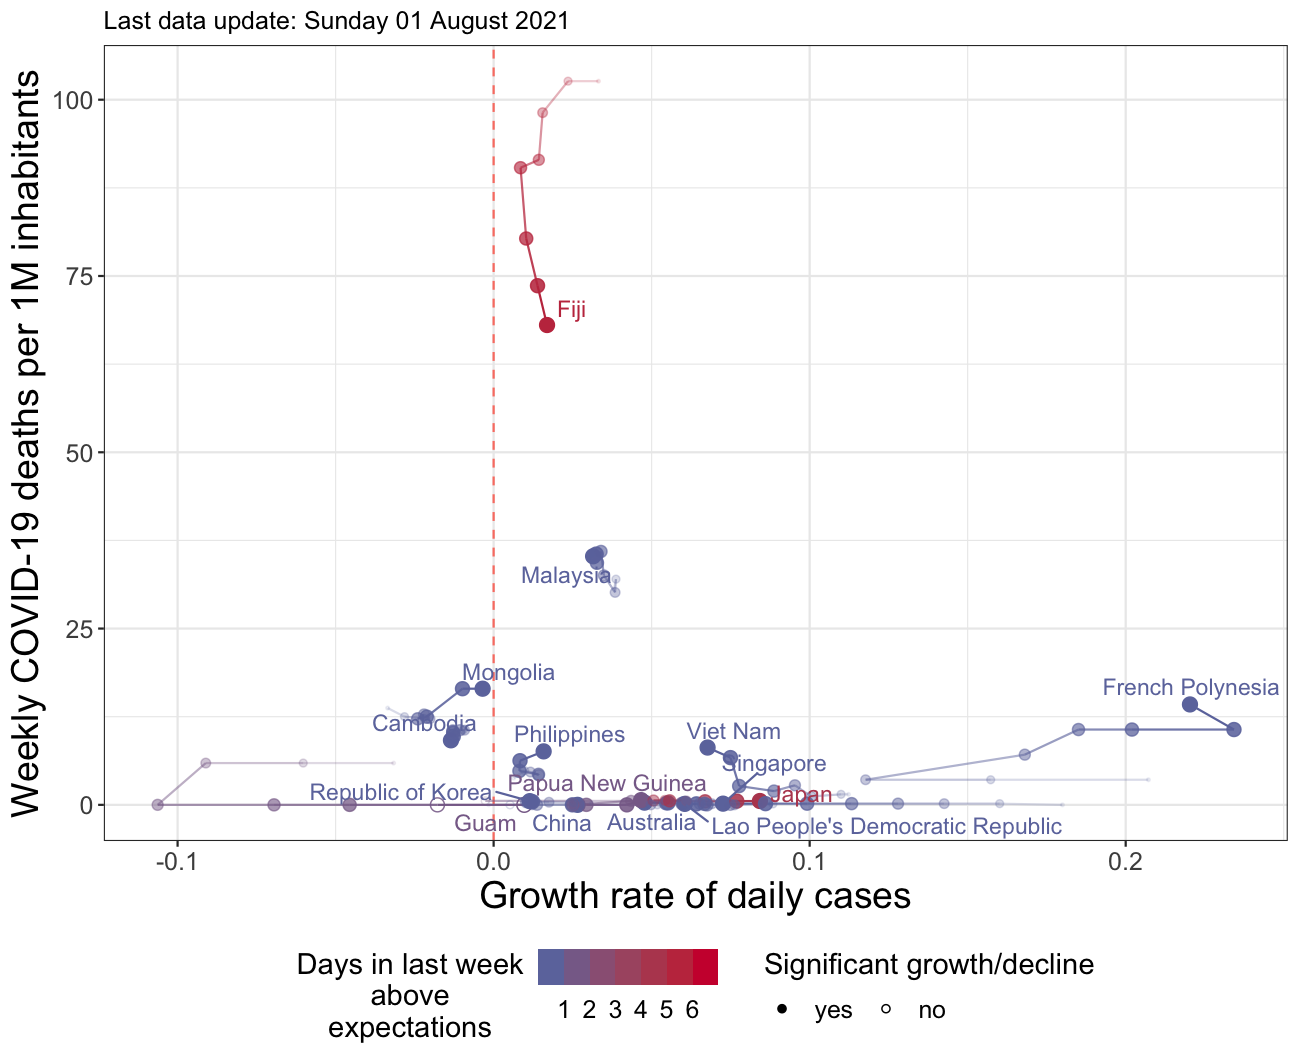 Last data update: Sunday 01 August 2021
Weekly COVID-19 deaths per 1M inhabitants
100
75
50
25
0
Fiji
Malaysia
Mongolia
French Polynesia
Cambodia
Philippines
Viet Nam
Singapore
Papua New Guinea
Republic of Korea
Japan
Guam
China
Australia
Lao People's Democratic Republic
-0.1
0.0
0.1
0.2
Growth rate of daily cases
Days in last week
above
expectations
1 2 3 4 5 6
Significant growth/decline
yes
no